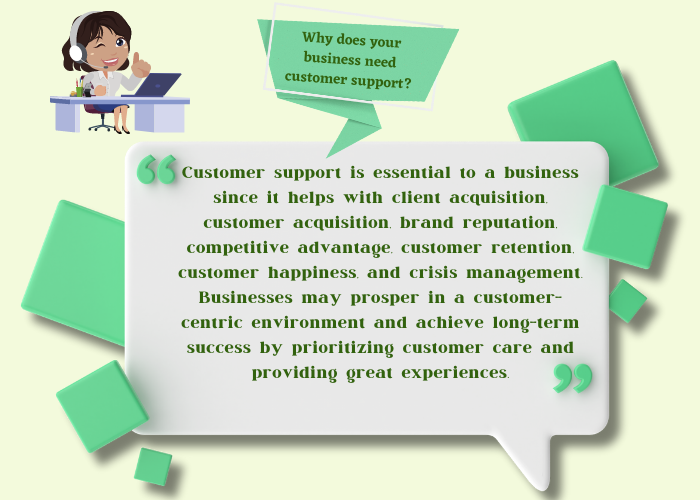 Why does your
business need
customer support?
“Customer support is essential to a business
since it helps with client acquisition,
customer acquisition, brand reputation,
competitive advantage, customer retention,
customer happiness, and crisis management.
Businesses may prosper in a customer-
centric environment and achieve long-term
success by prioritizing customer care and
providing great experiences.”